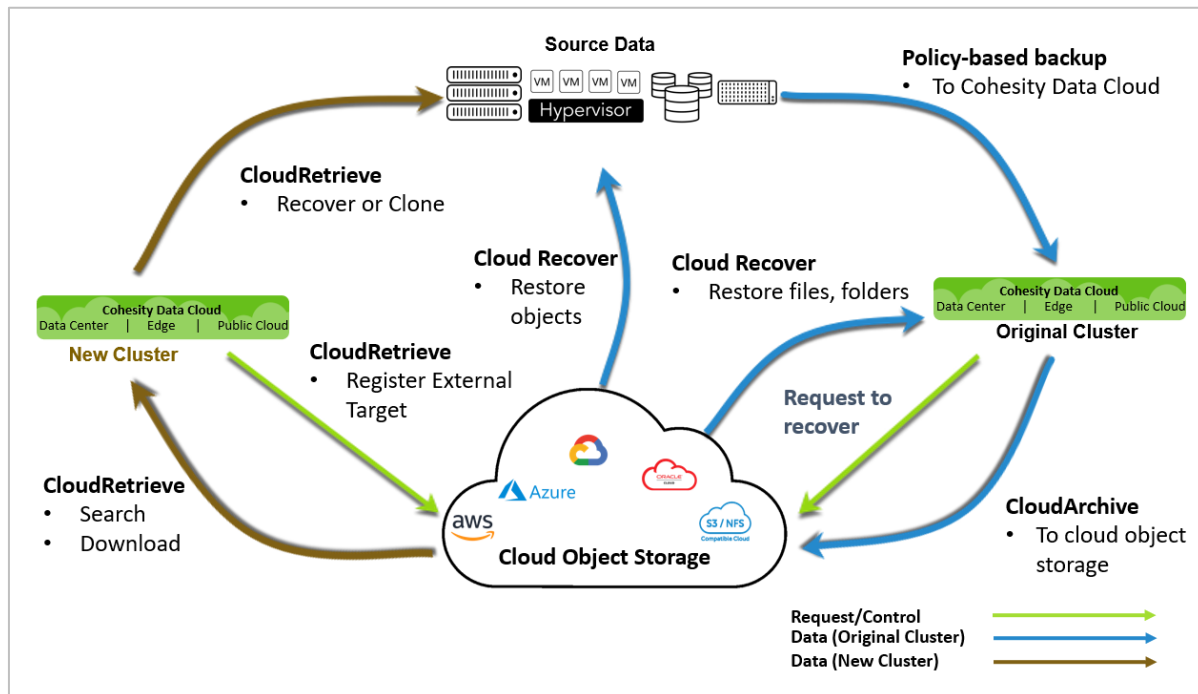 Source Data
VM VM VM VM
Hypervisor
Policy-based backup
• To Cohesity Data Cloud
CloudRetrieve
• Recover or Clone
Cloud Recover
• Restore
objects
Cloud Recover
• Restore files, folders
Cohesity Data Cloud
Data Center | Edge | Public Cloud
New Cluster
Cohesity Data Cloud
Data Center | Edge | Public Cloud
Original Cluster
CloudRetrieve
• Register External
Target
Request to
recover
CloudRetrieve
• Search
• Download
Azure
ORACLE
CLOUD
aws
S3 / NFS
Compatible Cloud
Cloud Object Storage
CloudArchive
• To cloud object
storage
Request/Control
Data (Original Cluster)
Data (New Cluster)